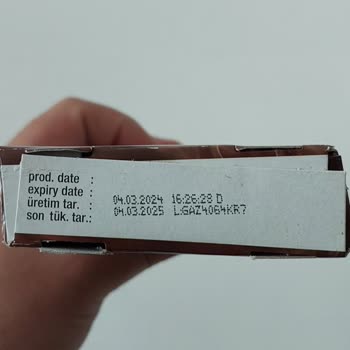 prod. date :
expiry date :
üretim tar. : 04.03.2024 16:26:28 D
son tük. tar.: 04.03.2025 L:GAZ4064KR7